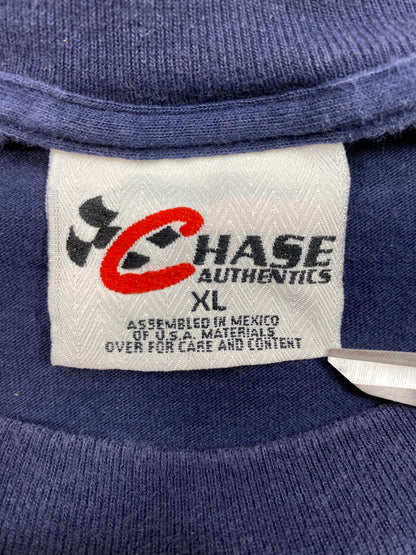 CHASE
AUTHENTICS
XL
ASSEMBLED IN MEXICO
OF U.S.A. MATERIALS
OVER FOR CARE AND CONTENT